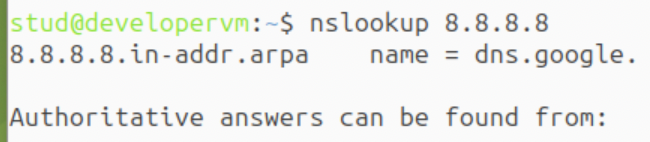 stud@developervm:~$ nslookup 8.8.8.8
8.8.8.8.in-addr.arpa    name = dns.google.
Authoritative answers can be found from: